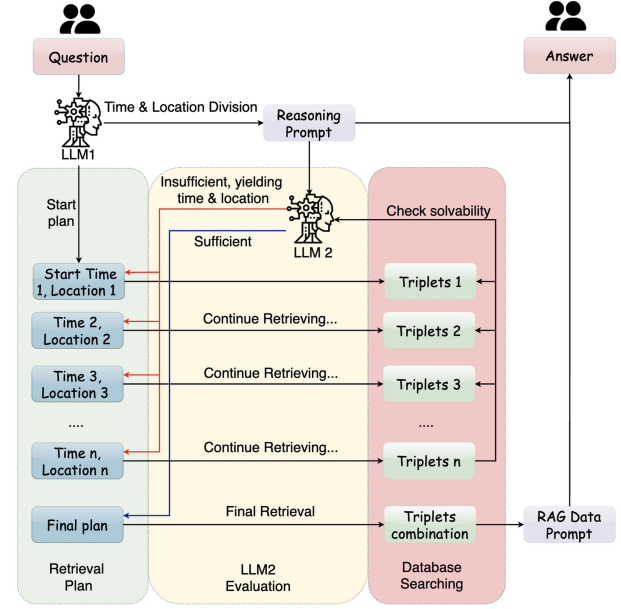 Question
Answer
Time & Location Division
Reasoning
Prompt
LLM1
Insufficient, yielding
time & location
Start
plan
Check solvability
Sufficient
LLM 2
Start Time
1, Location 1
Triplets 1
Time 2,
Location 2
Continue Retrieving...
Triplets 2
Time 3,
Location 3
Continue Retrieving...
Triplets 3
....
....
Time n,
Location n
Continue Retrieving...
Triplets n
Final plan
Final Retrieval
Triplets
combination
RAG Data
Prompt
Retrieval
Plan
LLM2
Evaluation
Database
Searching